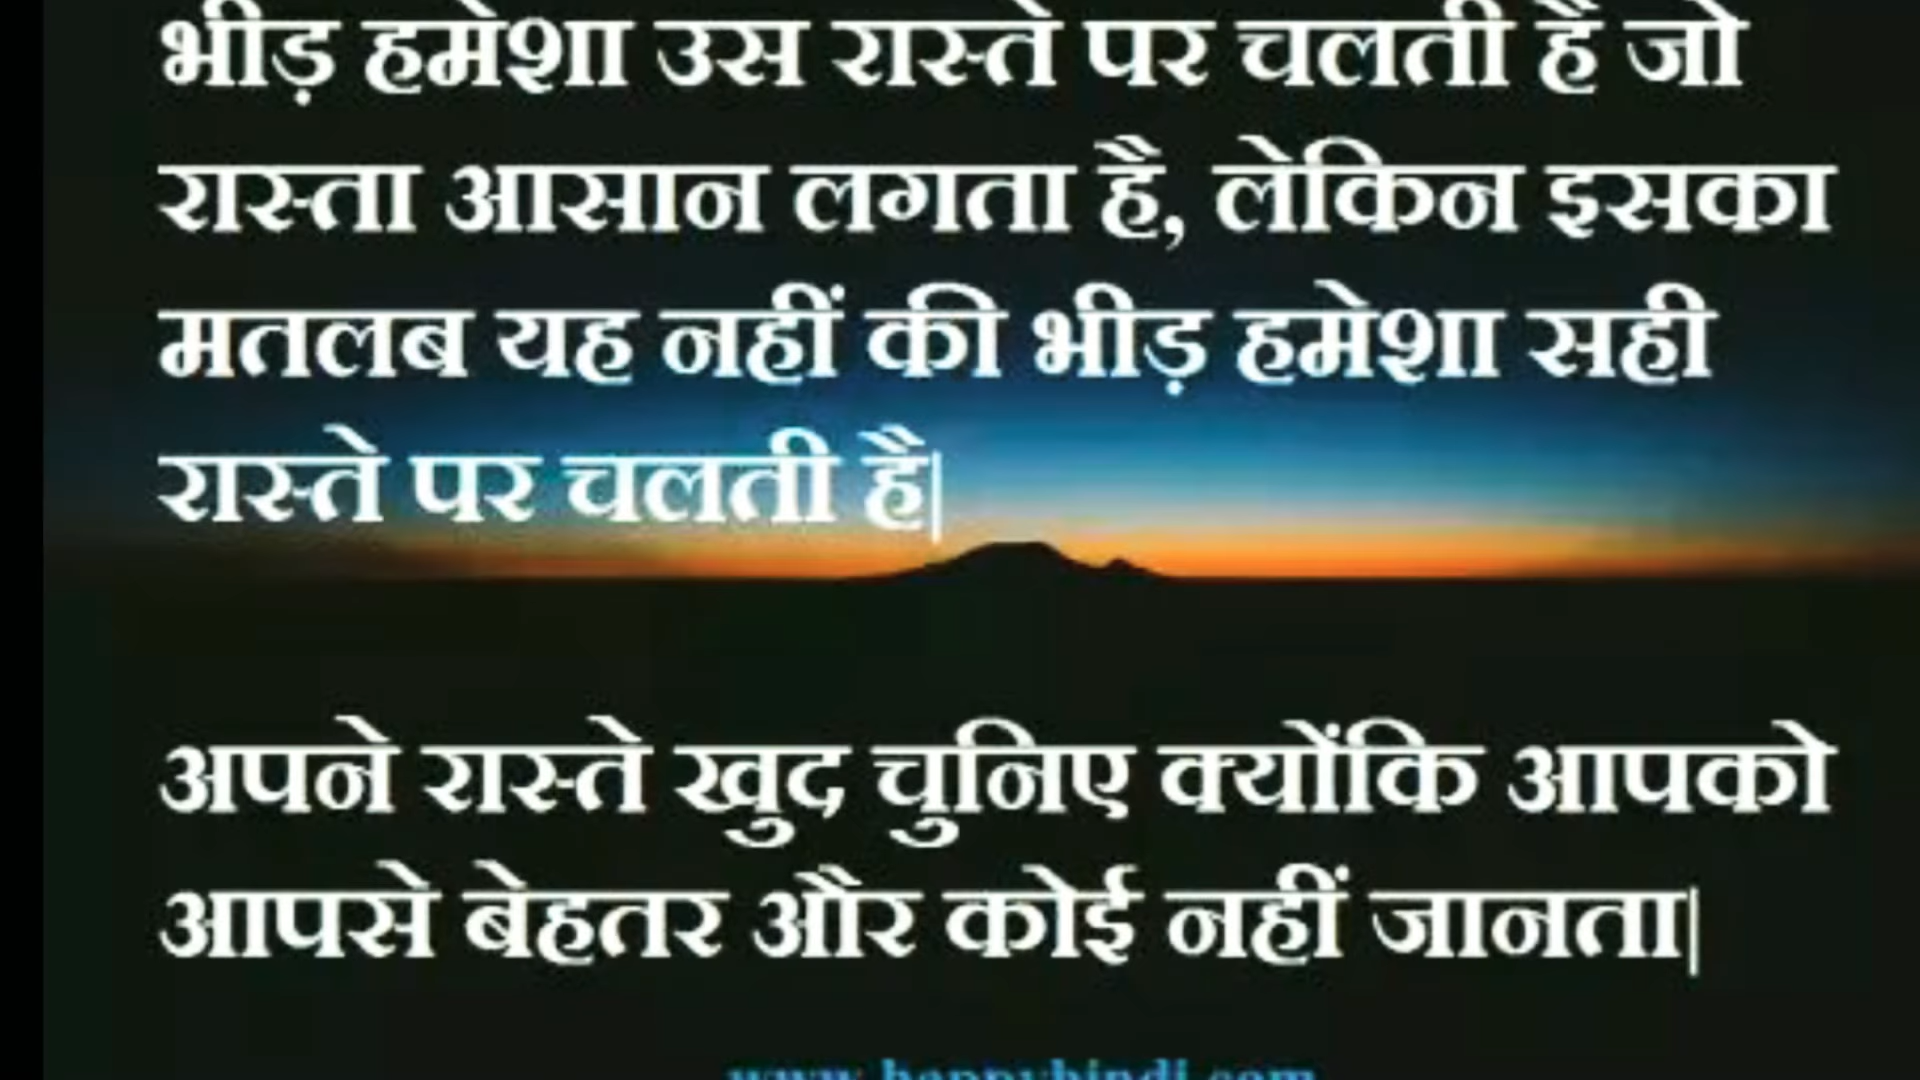 भीड़ हमेशा उस रास्ते पर चलती है जो
रास्ता आसान लगता है, लेकिन इसका
मतलब यह नहीं की भीड़ हमेशा सही
रास्ते पर चलती है|
अपने रास्ते खुद चुनिए क्योंकि आपको
आपसे बेहतर और कोई नहीं जानता|
www.happyhindi.com